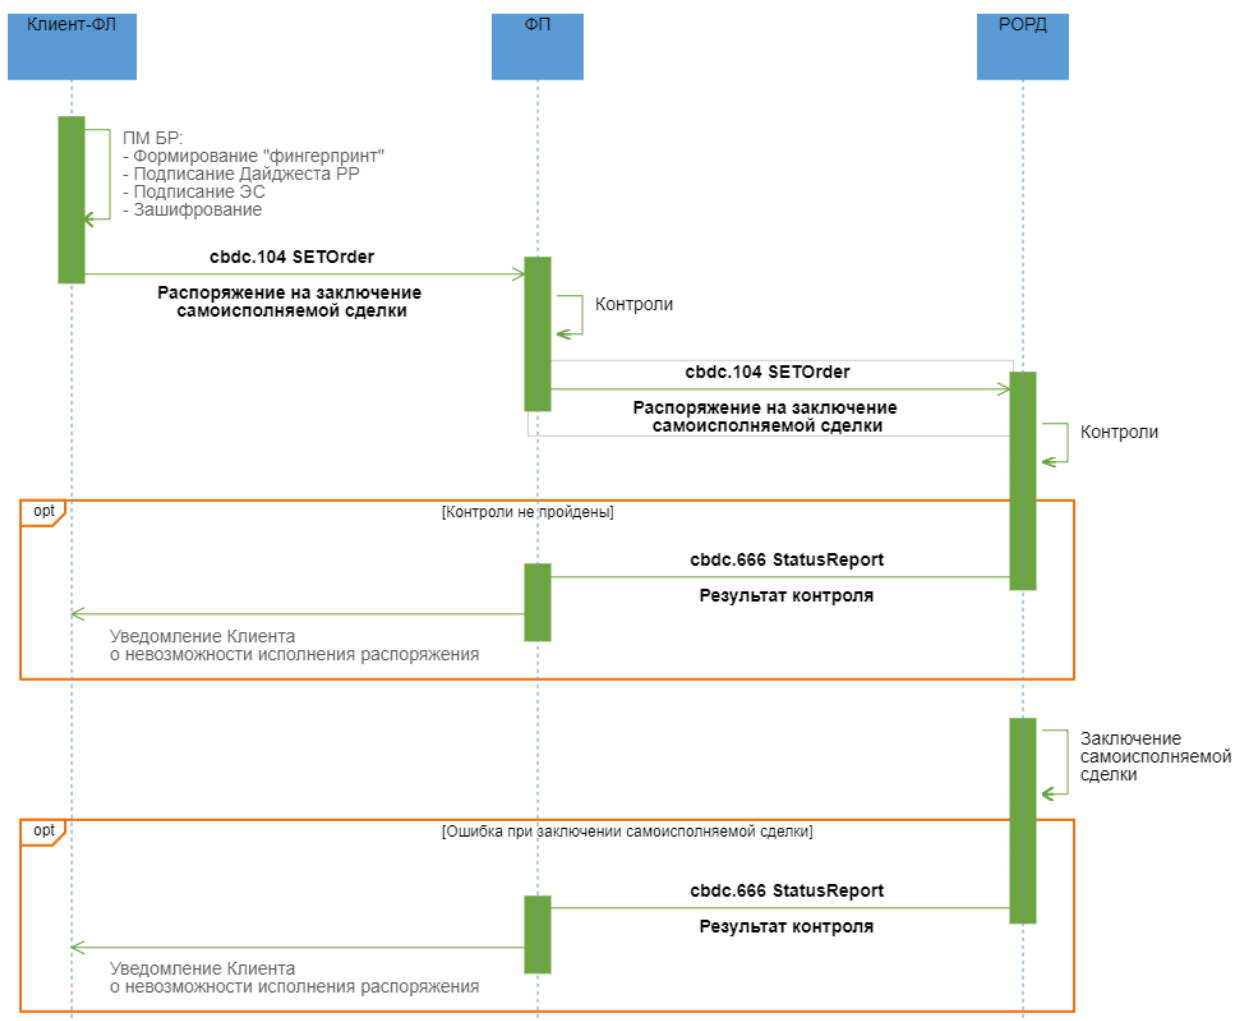 Клиент-ФЛ
ФП
РОРД
ПМ БР:
- Формирование "фингерпринт"
- Подписание Дайджеста РР
- Подписание ЭС
- Зашифрование
cbdc.104 SETOrder
Распоряжение на заключение
самоисполняемой сделки
Контроли
cbdc.104 SETOrder
Распоряжение на заключение
самоисполняемой сделки
Контроли
opt
[Контроли не пройдены]
cbdc.666 StatusReport
Результат контроля
Уведомление Клиента
о невозможности исполнения распоряжения
Заключение
самоисполняемой
сделки
opt
[Ошибка при заключении самоисполняемой сделки]
cbdc.666 StatusReport
Результат контроля
Уведомление Клиента
о невозможности исполнения распоряжения